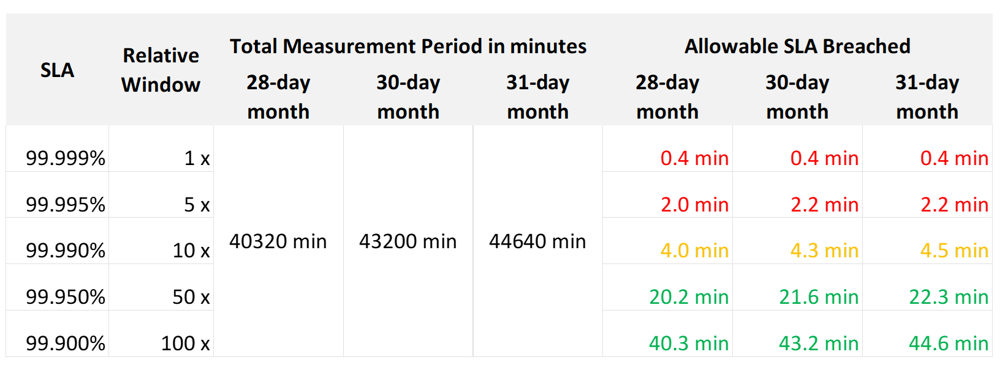 SLA Relative Window Total Measurement Period in minutes Allowable SLA Breached
28-day month 30-day month 31-day month 28-day month 30-day month 31-day month
99.999% 1 x 0.4 min 0.4 min 0.4 min
99.995% 5 x 2.0 min 2.2 min 2.2 min
40320 min 43200 min 44640 min
99.990% 10 x 4.0 min 4.3 min 4.5 min
99.950% 50 x 20.2 min 21.6 min 22.3 min
99.900% 100 x 40.3 min 43.2 min 44.6 min